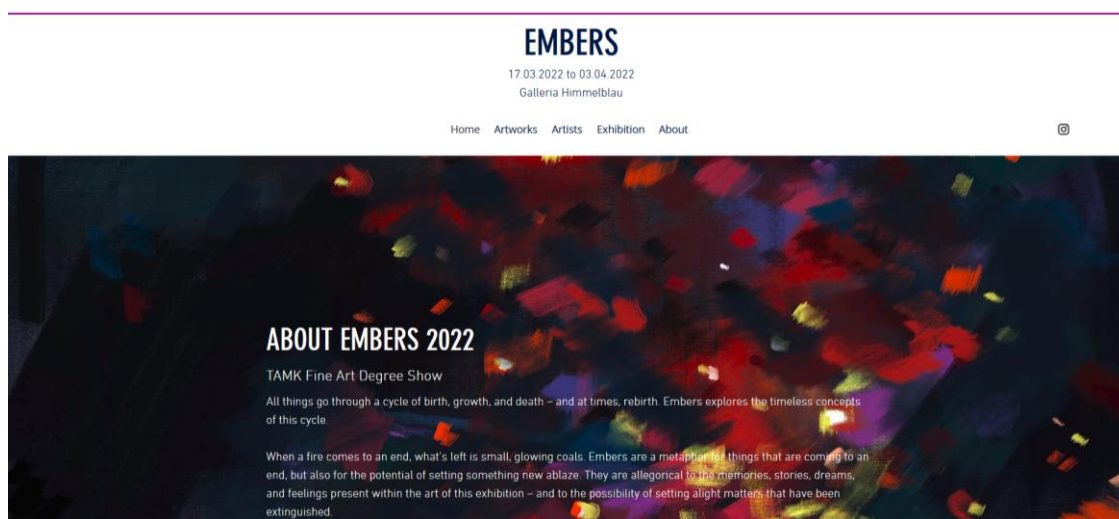 EMBERS
17.03.2022 to 03.04.2022
Galleria Himmelblau
Home Artworks Artists Exhibition About
ABOUT EMBERS 2022
TAMK Fine Art Degree Show
All things go through a cycle of birth, growth, and death – and at times, rebirth. Embers explores the timeless concepts
of this cycle.
When a fire comes to an end, what's left is small, glowing coals. Embers are a metaphor for things that are coming to an
end, but also for the potential of setting something new ablaze. They are allegorical to the memories, stories, dreams,
and feelings present within the art of this exhibition – and to the possibility of setting alight matters that have been
extinguished.